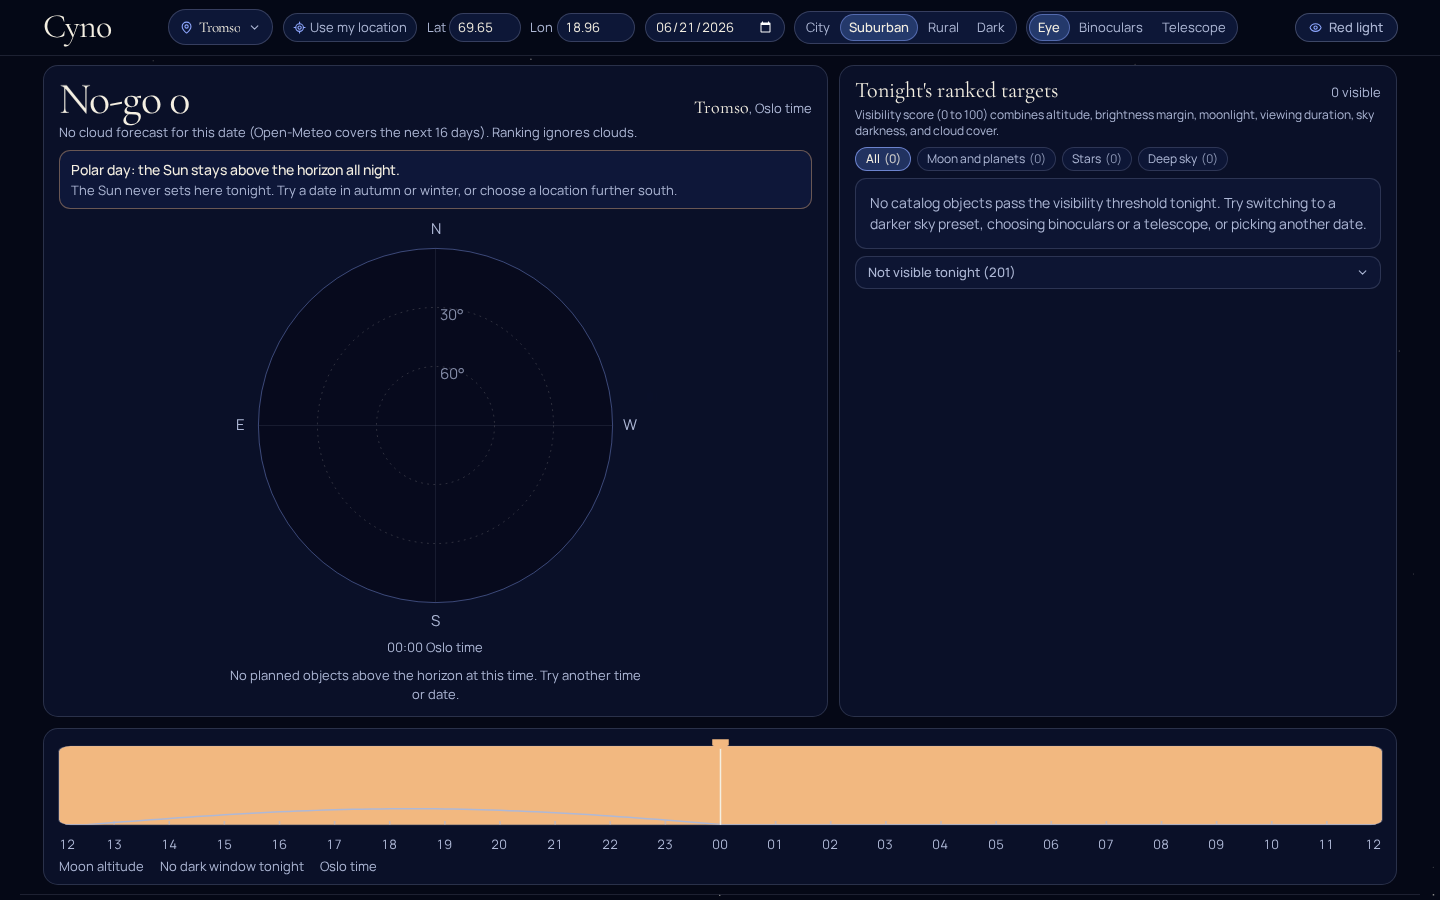 Cyno
Tromsø
Use my location
Lat 69.65
Lon 18.96
06/21/2026
City Suburban Rural Dark
Eye Binoculars Telescope
Red light
No-go 0
Tromso, Oslo time
No cloud forecast for this date (Open-Meteo covers the next 16 days). Ranking ignores clouds.
Polar day: the Sun stays above the horizon all night.
The Sun never sets here tonight. Try a date in autumn or winter, or choose a location further south.
N
30°
60°
E
W
S
00:00 Oslo time
No planned objects above the horizon at this time. Try another time
or date.
Tonight's ranked targets
0 visible
Visibility score (0 to 100) combines altitude, brightness margin, moonlight, viewing duration, sky
darkness, and cloud cover.
All (0) Moon and planets (0) Stars (0) Deep sky (0)
No catalog objects pass the visibility threshold tonight. Try switching to a
darker sky preset, choosing binoculars or a telescope, or picking another date.
Not visible tonight (201)
12 13 14 15 16 17 18 19 20 21 22 23 00 01 02 03 04 05 06 07 08 09 10 11 12
Moon altitude No dark window tonight Oslo time